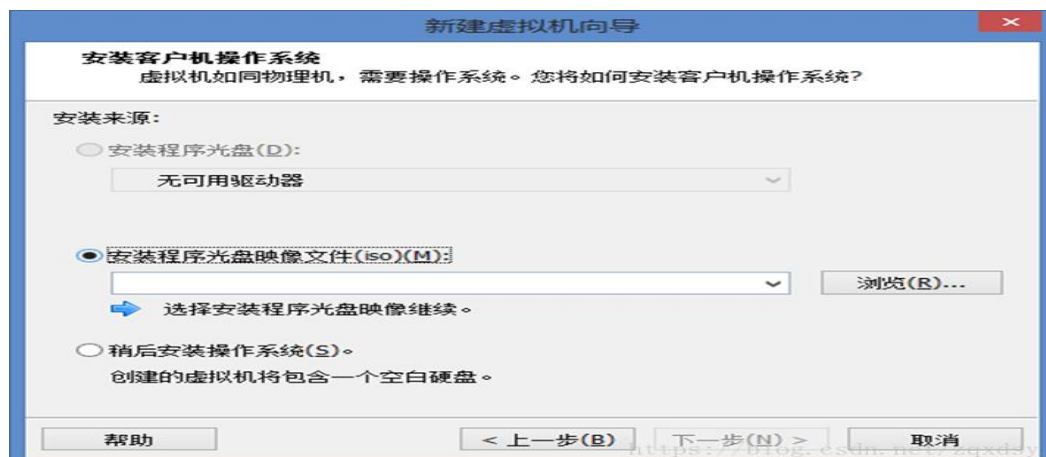 新建虚拟机向导
安装客户机操作系统
虚拟机如同物理机，需要操作系统。您将如何安装客户机操作系统?
安装来源:
安装程序光盘(D):
无可用驱动器
安装程序光盘映像文件(iso)(M):
浏览(R)...
选择安装程序光盘映像继续。
稍后安装操作系统(S)。
创建的虚拟机将包含一个空白硬盘。
帮助
< 上一步(B)
下一步(N) >
取消
https://blog.csdn.net/zqxdsy